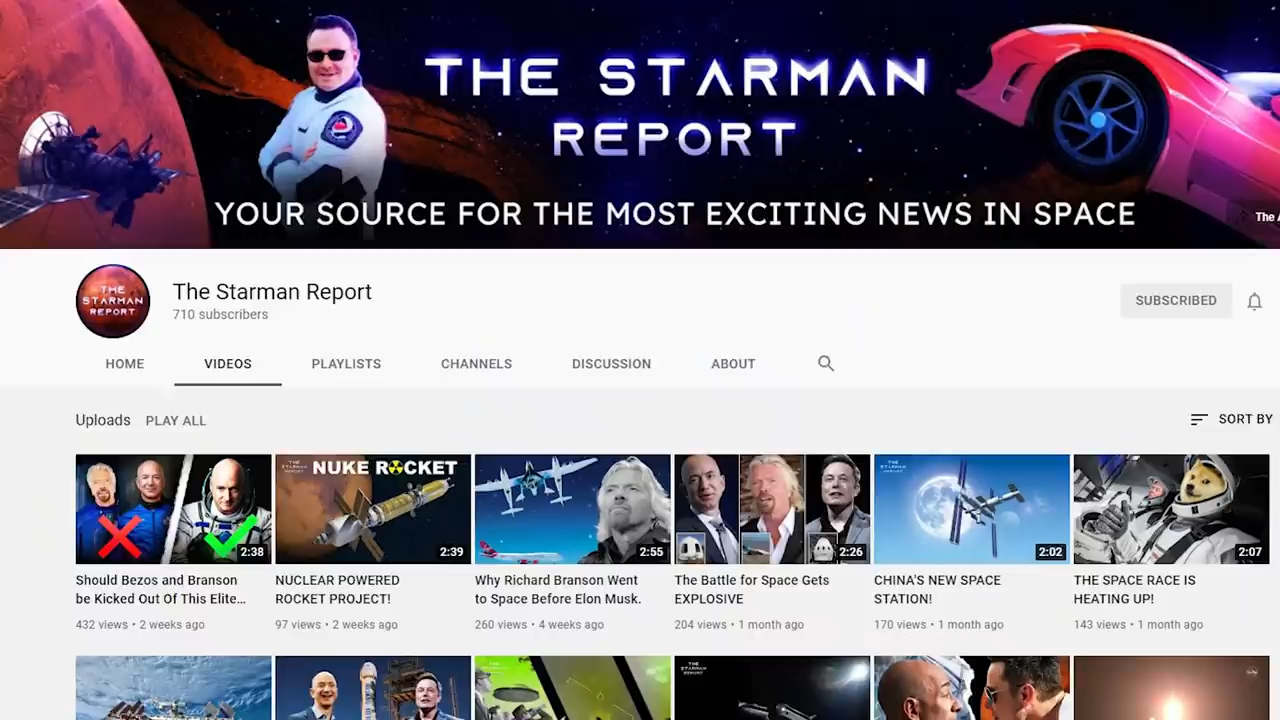 THE STARMAN
REPORT
YOUR SOURCE FOR THE MOST EXCITING NEWS IN SPACE
The
THE
STARMAN
REPORT
The Starman Report
710 subscribers
SUBSCRIBED
HOME VIDEOS PLAYLISTS CHANNELS DISCUSSION ABOUT
Uploads PLAY ALL
SORT BY
NUKE ROCKET
2:38 2:39 2:55 2:26 2:02 2:07
Should Bezos and Branson
be Kicked Out Of This Elite...
432 views • 2 weeks ago
NUCLEAR POWERED
ROCKET PROJECT!
97 views • 2 weeks ago
Why Richard Branson Went
to Space Before Elon Musk.
260 views • 4 weeks ago
The Battle for Space Gets
EXPLOSIVE
204 views • 1 month ago
CHINA'S NEW SPACE
STATION!
170 views • 1 month ago
THE SPACE RACE IS
HEATING UP!
143 views • 1 month ago